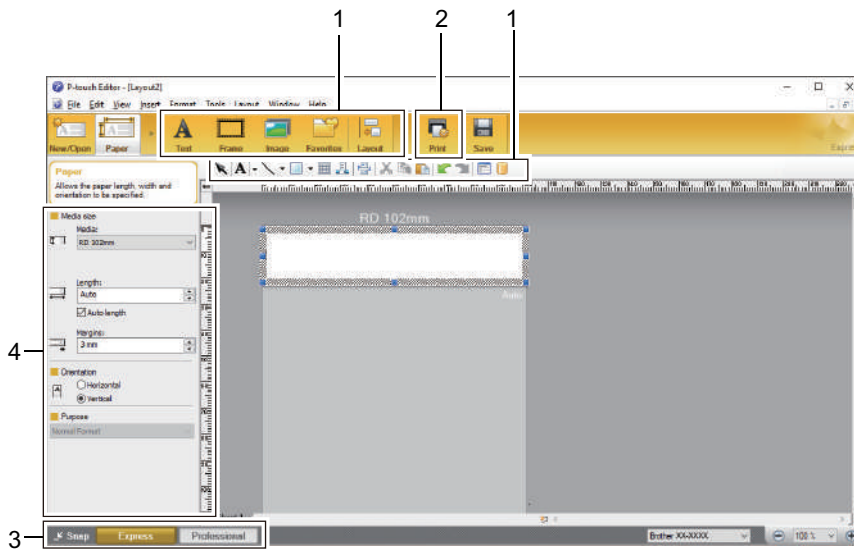 1 2 1
P-touch Editor - [Layout2]
File Edit View Insert Format Tools Layout Window Help
New/Open Paper Text Frame Image Favorites Layout Print Save
Paper
Allows the paper length, width and
orientation to be specified.
Media size
Media:
RD 102mm
RD 102mm
Length:
Auto
Auto
Auto length
Margins:
3 mm
4
Orientation
Horizontal
Vertical
Purpose
Normal Format
3
Snap Express Professional
Brother XX-XXXX
100 %